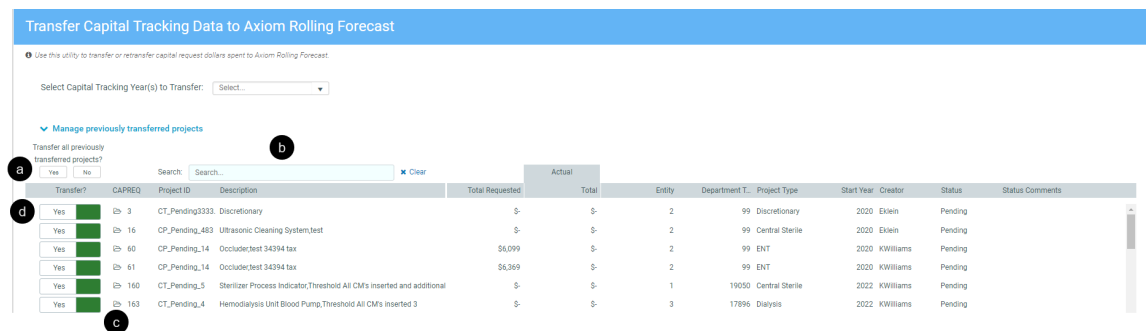 Transfer Capital Tracking Data to Axiom Rolling Forecast
Use this utility to transfer or retransfer capital request dollars spent to Axiom Rolling Forecast.
Select Capital Tracking Year(s) to Transfer: Select...
Manage previously transferred projects
b
Transfer all previously
transferred projects?
a Yes No Search: Search... Clear Actual
Transfer? CAPREQ Project ID Description Total Requested Total Entity Department T... Project Type Start Year Creator Status Status Comments
d Yes 3 CT_Pending3333. Discretionary $- $- 2 99 Discretionary 2020 Eklein Pending
Yes 16 CP_Pending_483 Ultrasonic Cleaning System,test $- $- 2 99 Central Sterile 2020 Eklein Pending
Yes 60 CP_Pending_14 Occluder,test 34394 tax $6,099 $- 2 99 ENT 2020 KWilliams Pending
Yes 61 CP_Pending_14 Occluder,test 34394 tax $6,369 $- 2 99 ENT 2020 KWilliams Pending
Yes 160 CT_Pending_5 Sterilizer Process Indicator,Threshold All CM's inserted and additional $- $- 1 19050 Central Sterile 2022 KWilliams Pending
Yes 163 CT_Pending_4 Hemodialysis Unit Blood Pump,Threshold All CM's inserted 3 $- $- 3 17896 Dialysis 2022 KWilliams Pending
c